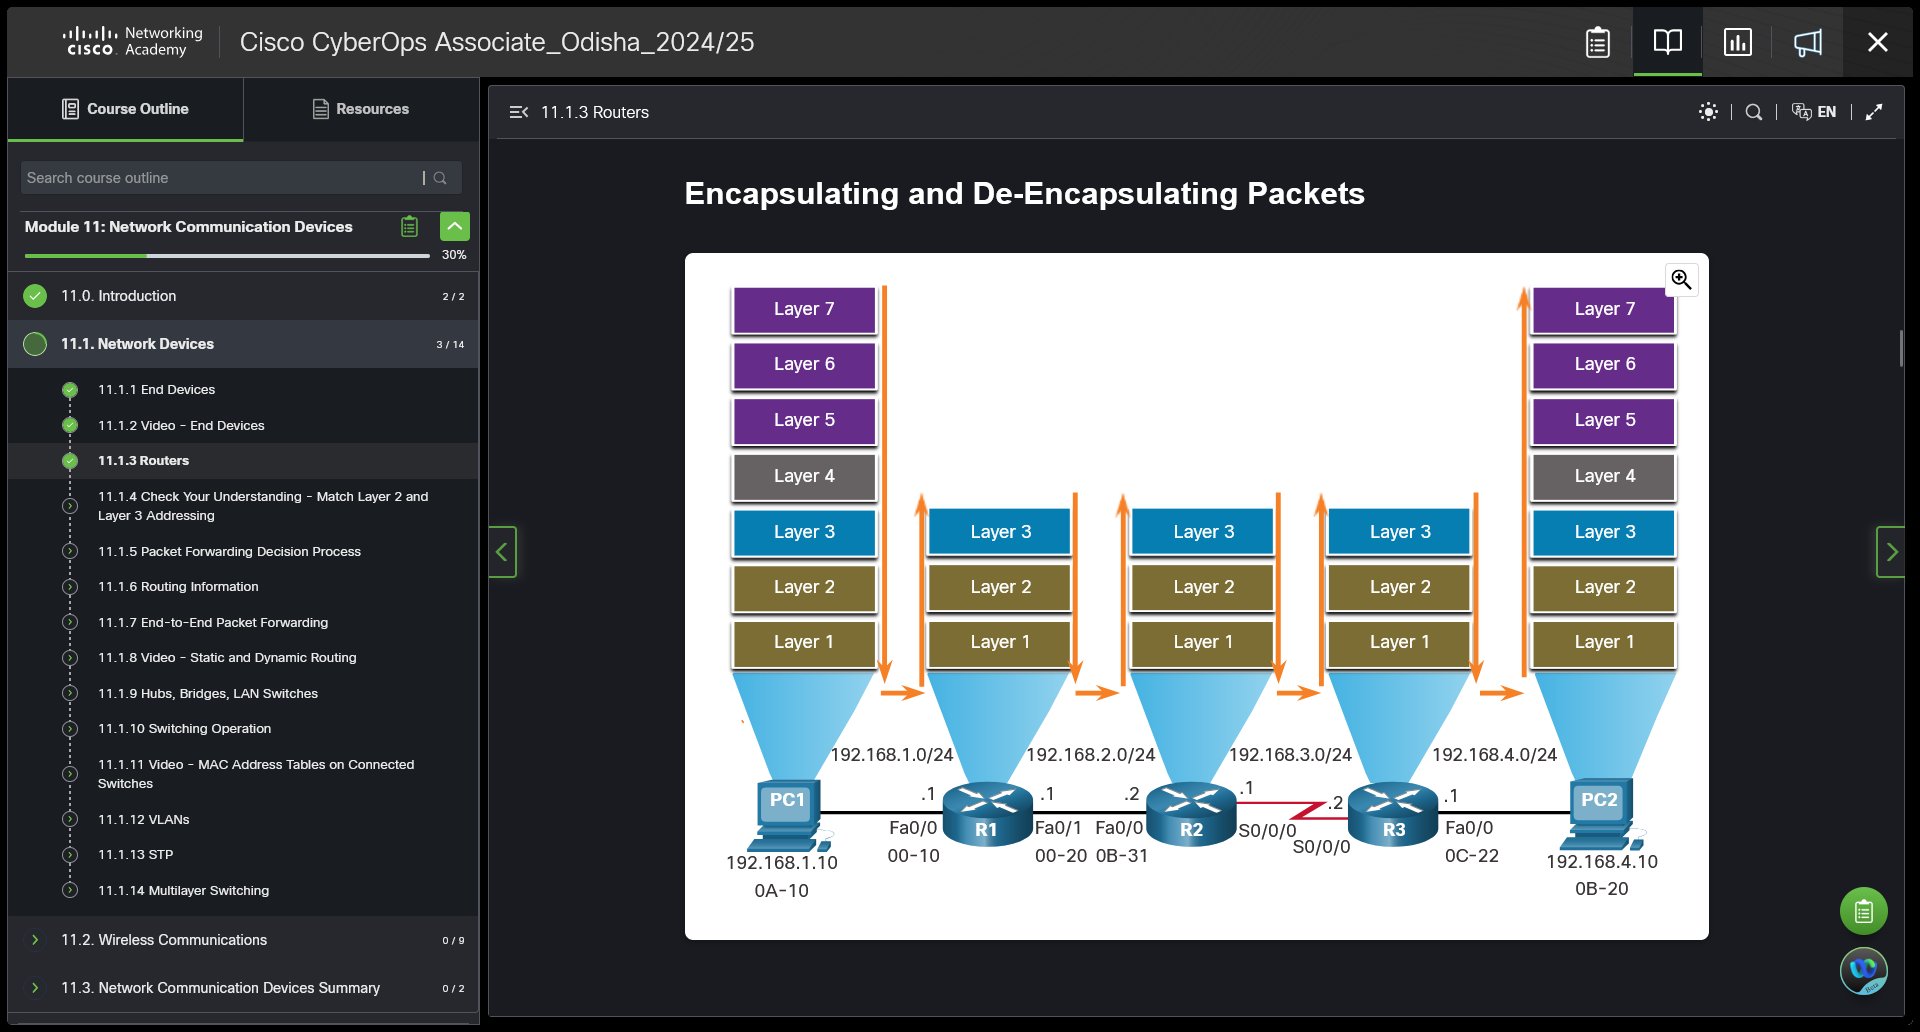 Networking
CISCO Academy
Cisco CyberOps Associate_Odisha_2024/25
Course Outline
Resources
Search course outline
Module 11: Network Communication Devices
30%
11.0. Introduction 2 / 2
11.1. Network Devices 3 / 14
11.1.1 End Devices
11.1.2 Video - End Devices
11.1.3 Routers
11.1.4 Check Your Understanding - Match Layer 2 and
Layer 3 Addressing
11.1.5 Packet Forwarding Decision Process
11.1.6 Routing Information
11.1.7 End-to-End Packet Forwarding
11.1.8 Video - Static and Dynamic Routing
11.1.9 Hubs, Bridges, LAN Switches
11.1.10 Switching Operation
11.1.11 Video - MAC Address Tables on Connected
Switches
11.1.12 VLANs
11.1.13 STP
11.1.14 Multilayer Switching
11.2. Wireless Communications 0 / 9
11.3. Network Communication Devices Summary 0 / 2
11.1.3 Routers
EN
Encapsulating and De-Encapsulating Packets
Layer 7 Layer 7
Layer 6 Layer 6
Layer 5 Layer 5
Layer 4 Layer 4
Layer 3 Layer 3 Layer 3 Layer 3 Layer 3
Layer 2 Layer 2 Layer 2 Layer 2 Layer 2
Layer 1 Layer 1 Layer 1 Layer 1 Layer 1
192.168.1.0/24 192.168.2.0/24 192.168.3.0/24 192.168.4.0/24
PC1 .1 .1 .2 .1 .2 .1 PC2
Fa0/0 R1 Fa0/1 Fa0/0 R2 S0/0/0 R3 Fa0/0
S0/0/0
00-10 00-20 0B-31 0C-22
192.168.1.10 192.168.4.10
0A-10 0B-20
Beta